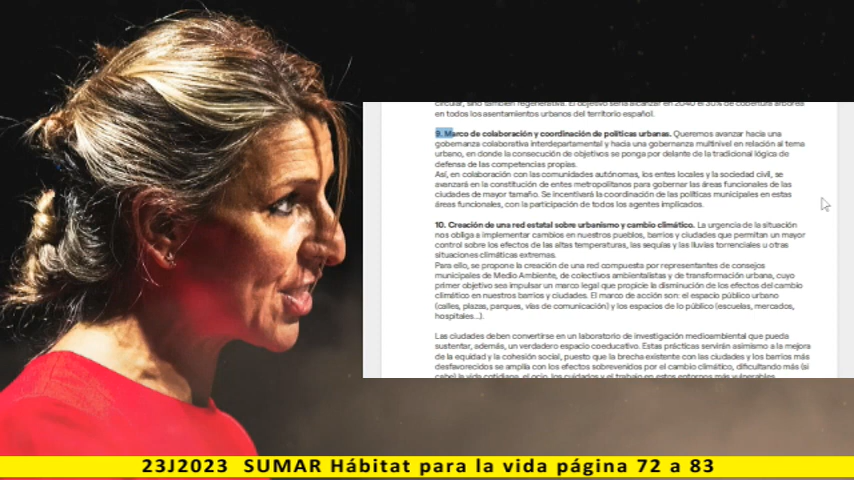 circular, sino también regenerativa. El objetivo sería alcanzar en 2040 el 30% de cobertura arbórea
en todos los asentamientos urbanos del territorio español.
9. Marco de colaboración y coordinación de políticas urbanas. Queremos avanzar hacia una
gobernanza colaborativa interdepartamental y hacia una gobernanza multinivel en relación al tema
urbano, en donde la consecución de objetivos se ponga por delante de la tradicional lógica de
defensa de las competencias propias.
Así, en colaboración con las comunidades autónomas, los entes locales y la sociedad civil, se
avanzará en la constitución de entes metropolitanos para gobernar las áreas funcionales de las
ciudades de mayor tamaño. Se incentivará la coordinación de las políticas municipales en estas
áreas funcionales, con la participación de todos los agentes implicados.
10. Creación de una red estatal sobre urbanismo y cambio climático. La urgencia de la situación
nos obliga a implementar cambios en nuestros pueblos, barrios y ciudades que permitan un mayor
control sobre los efectos de las altas temperaturas, las sequías y las lluvias torrenciales u otras
situaciones climáticas extremas.
Para ello, se propone la creación de una red compuesta por representantes de consejos
municipales de Medio Ambiente, de colectivos ambientalistas y de transformación urbana, cuyo
primer objetivo sea impulsar un marco legal que propicie la disminución de los efectos del cambio
climático en nuestros barrios y ciudades. El marco de acción son: el espacio público urbano
(calles, plazas, parques, vías de comunicación) y los espacios de lo público (escuelas, mercados,
hospitales...).
Las ciudades deben convertirse en un laboratorio de investigación medioambiental que pueda
sustentar, además, un verdadero espacio coeducativo. Estas prácticas servirán asimismo a la mejora
de la equidad y la cohesión social, puesto que la brecha existente con las ciudades y los barrios más
desfavorecidos se amplía con los efectos sobrevenidos por el cambio climático, dificultando más (si
cabe) la vida cotidiana, el ocio, los cuidados y el trabajo en estos entornos más vulnerables.
23J2023 SUMAR Hábitat para la vida página 72 a 83